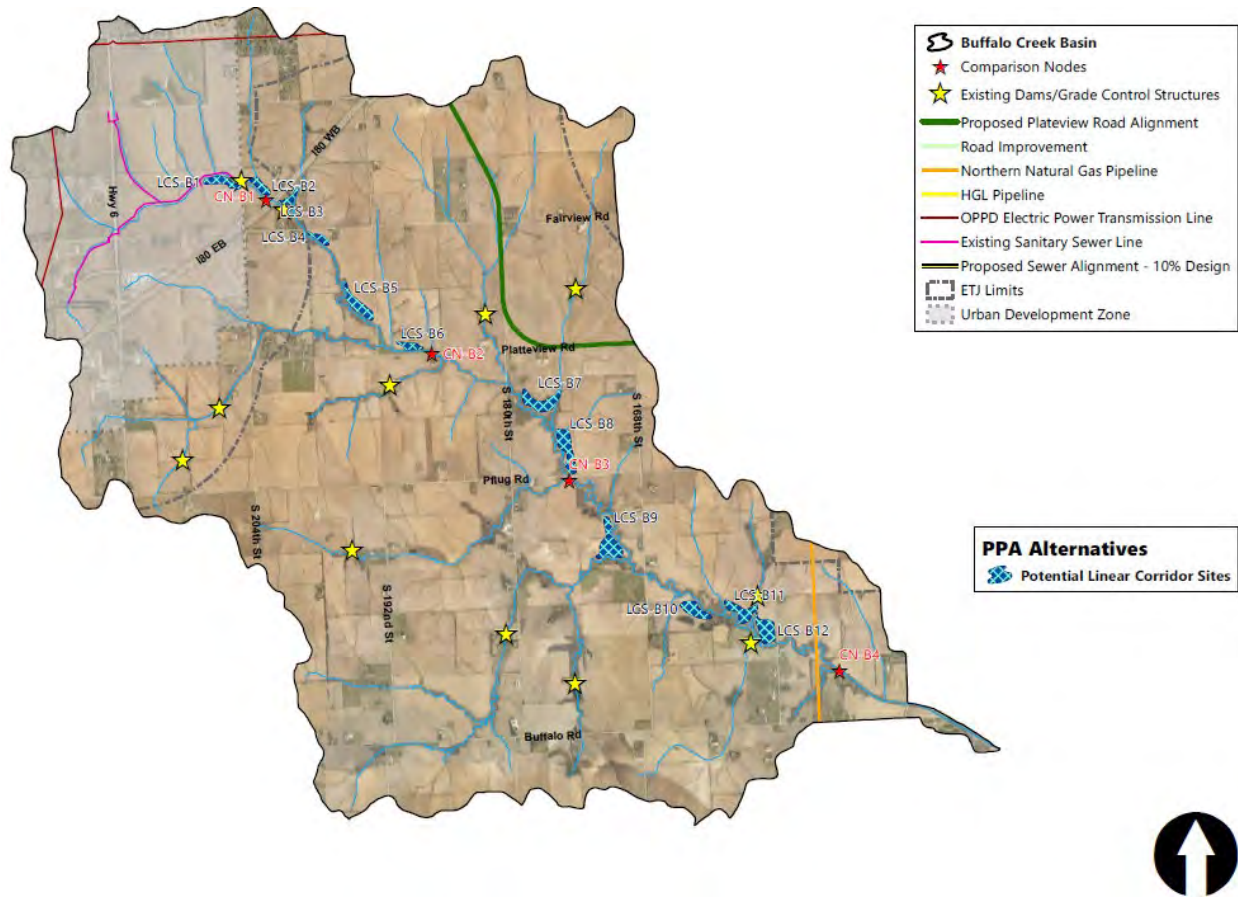 Buffalo Creek Basin
Comparison Nodes
Existing Dams/Grade Control Structures
Proposed Plateview Road Alignment
Road Improvement
Northern Natural Gas Pipeline
HGL Pipeline
OPPD Electric Power Transmission Line
Existing Sanitary Sewer Line
Proposed Sewer Alignment - 10% Design
ETJ Limits
Urban Development Zone
I80 WB
LCS-B1
LCS-B2
CN-B1
Hwy 6
LCS-B3
Fairview Rd
LCS-B4
I80 EB
LCS-B5
LCS-B6
CN-B2
Platteview Rd
LCS-B7
S 180th St
S 168th St
LCS-B8
CN-B3
Pflug Rd
LCS-B9
S 204th St
PPA Alternatives
Potential Linear Corridor Sites
S 192nd St
LCS-B10
LCS-B11
LCS-B12
CN-B4
Buffalo Rd